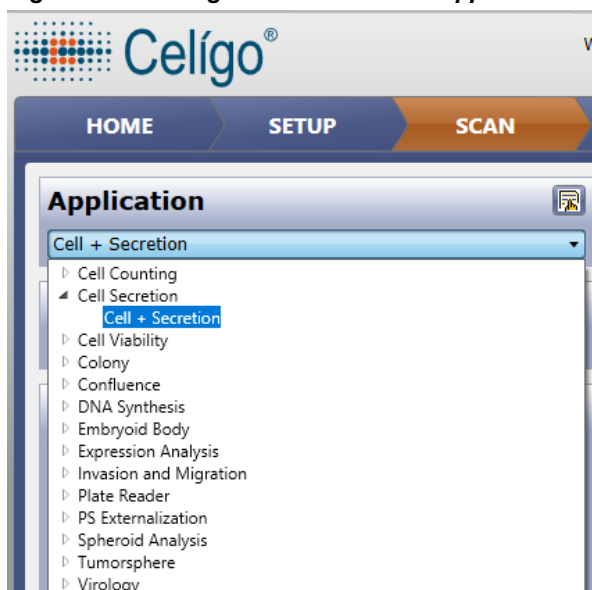 Celígo®
HOME SETUP SCAN
Application
Cell + Secretion
Cell Counting
Cell Secretion
Cell + Secretion
Cell Viability
Colony
Confluence
DNA Synthesis
Embryoid Body
Expression Analysis
Invasion and Migration
Plate Reader
PS Externalization
Spheroid Analysis
Tumorsphere
Virology